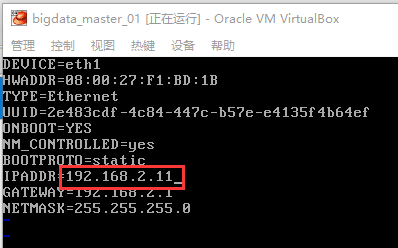 bigdata_master_01 [正在运行] - Oracle VM VirtualBox
管理 控制 视图 热键 设备 帮助
DEVICE=eth1
HWADDR=08:00:27:F1:BD:1B
TYPE=Ethernet
UUID=2e483cdf-4c84-447c-b57e-e4135f4b64ef
ONBOOT=YES
NM_CONTROLLED=yes
BOOTPROTO=static
IPADDR=192.168.2.11_
GATEWAY=192.168.2.1
NETMASK=255.255.255.0
~
~